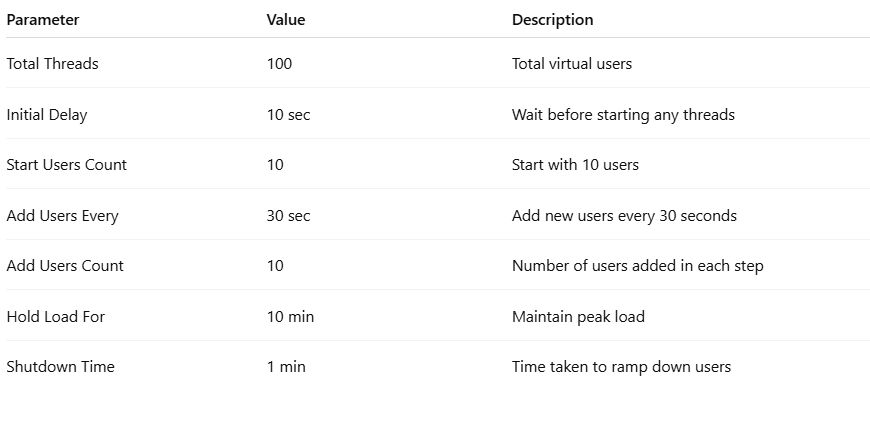 Parameter Value Description
Total Threads 100 Total virtual users
Initial Delay 10 sec Wait before starting any threads
Start Users Count 10 Start with 10 users
Add Users Every 30 sec Add new users every 30 seconds
Add Users Count 10 Number of users added in each step
Hold Load For 10 min Maintain peak load
Shutdown Time 1 min Time taken to ramp down users